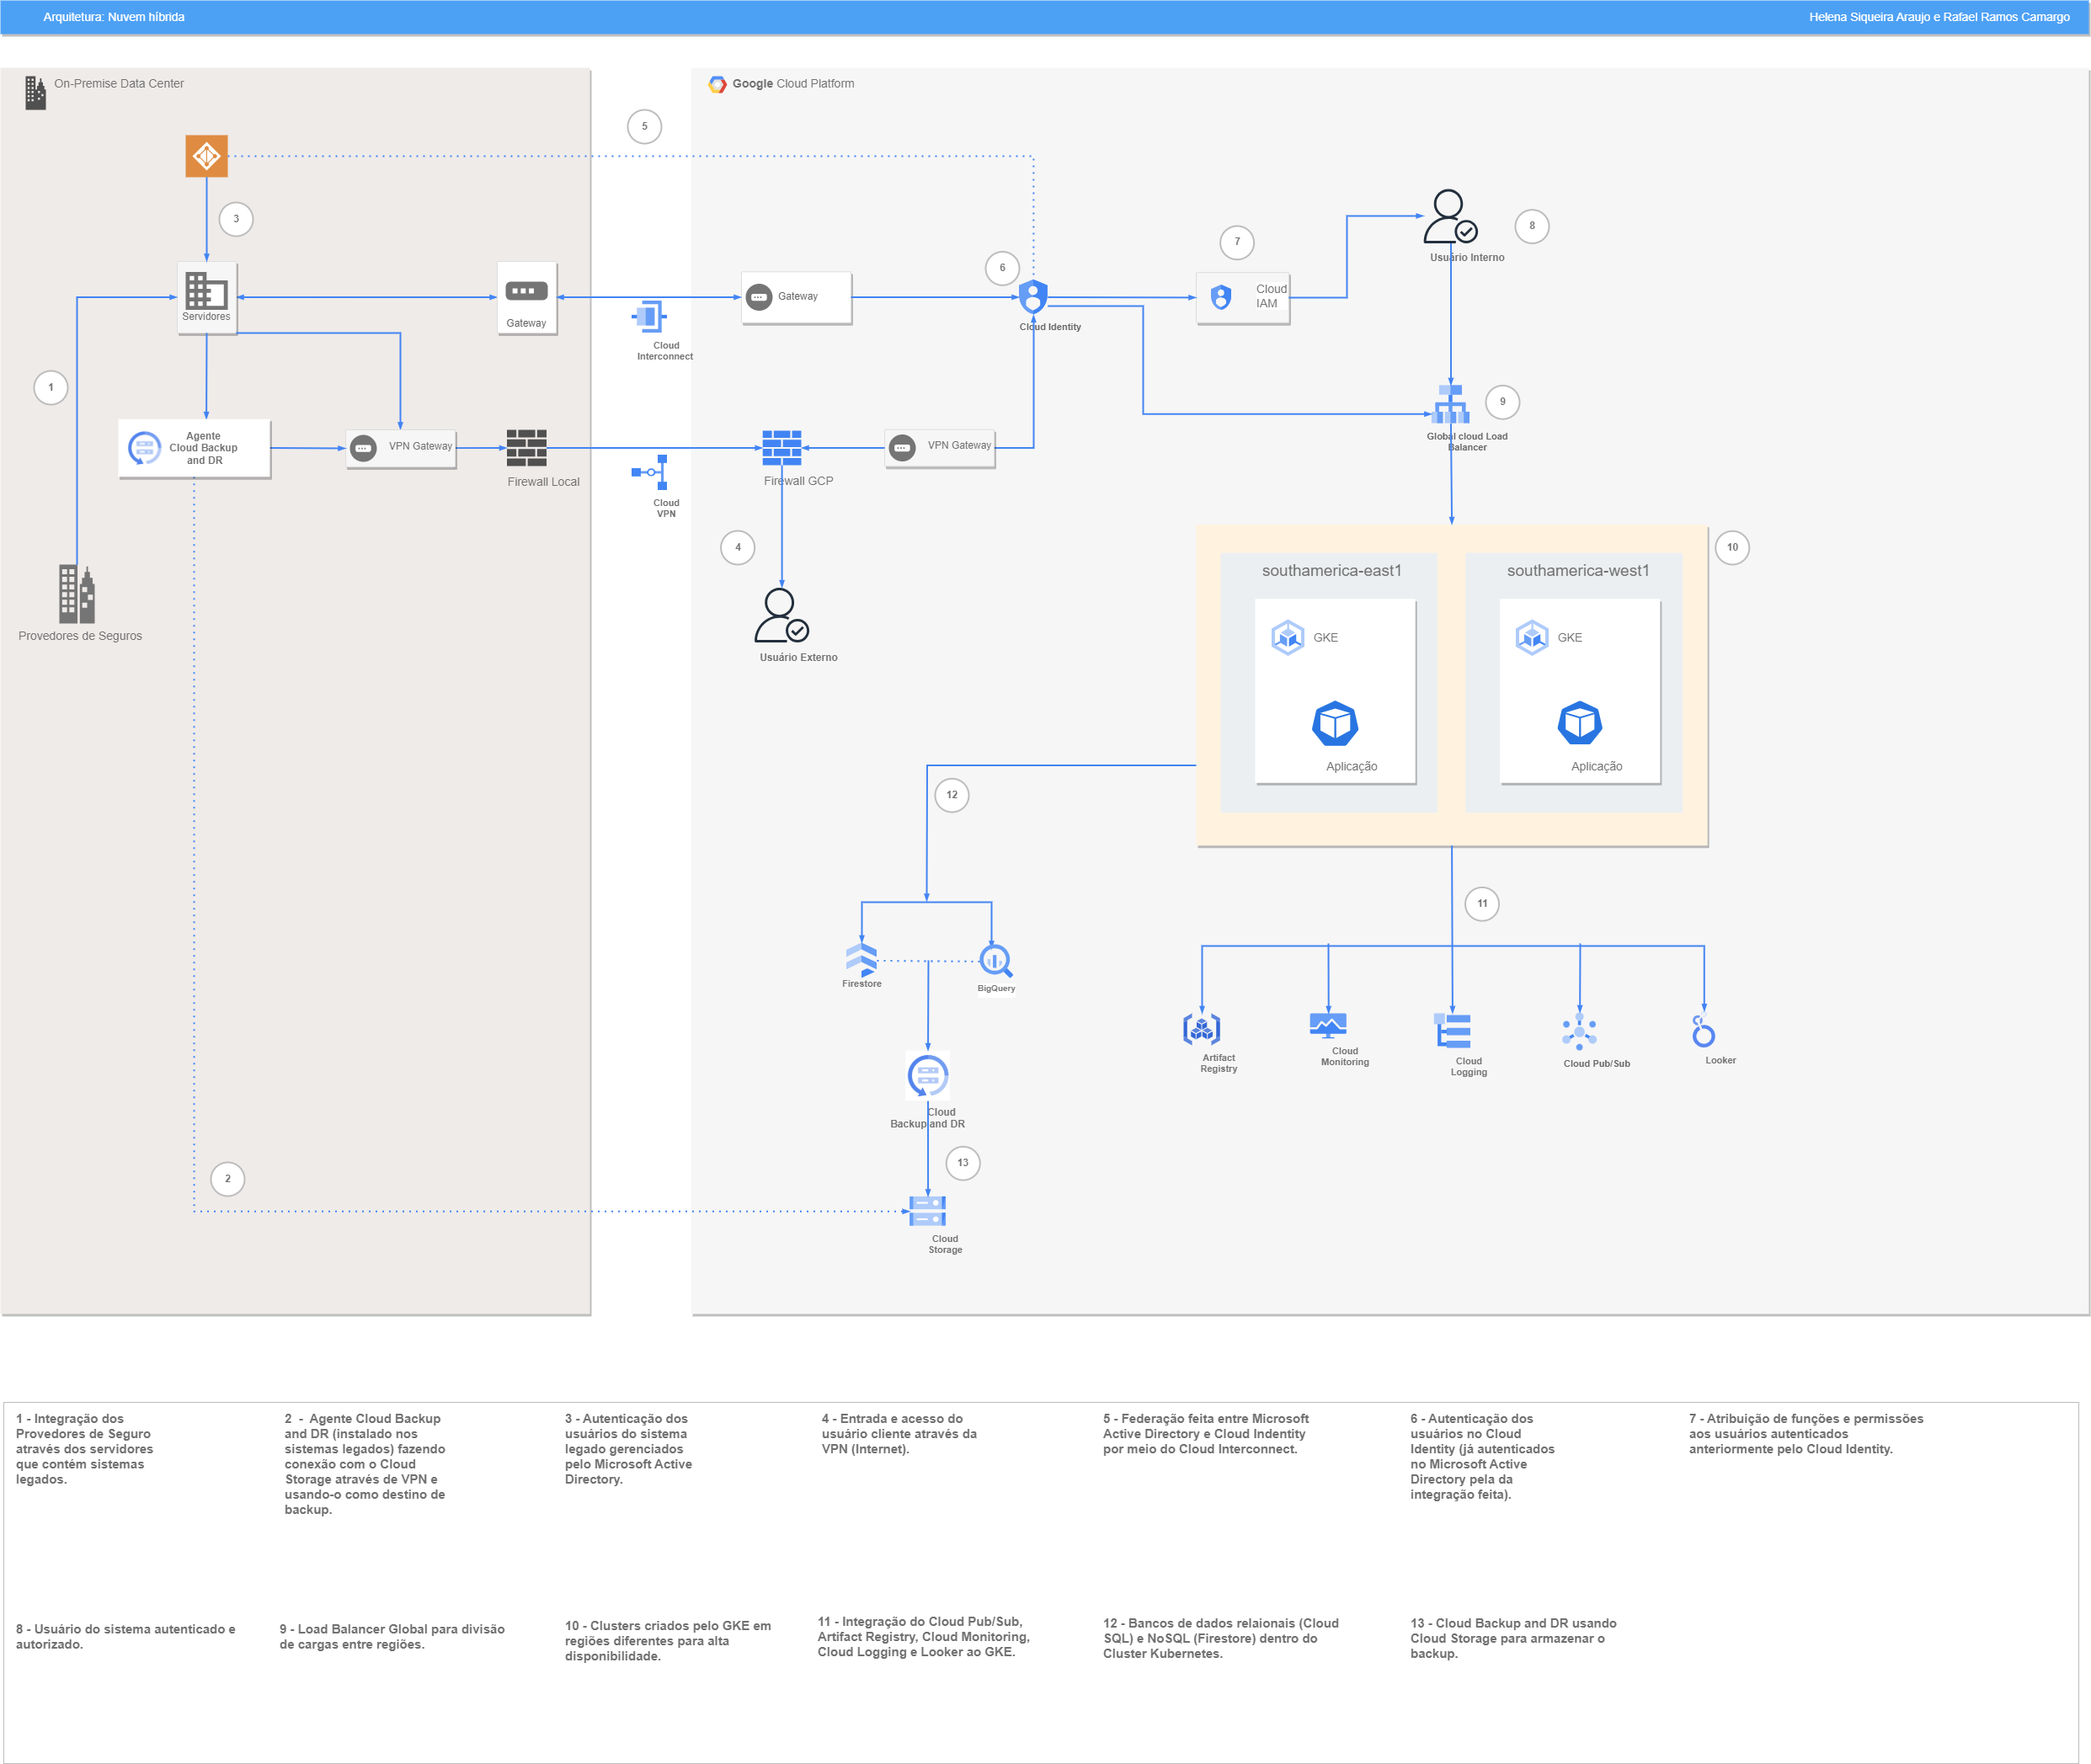 Arquitetura: Nuvem híbrida
Helena Siqueira Araujo e Rafael Ramos Camargo
On-Premise Data Center
Google Cloud Platform
5
3
8
7
6
Usuário Interno
Servidores
Gateway
Gateway
Cloud
IAM
Cloud Identity
Cloud
Interconnect
1
9
Agente
Cloud Backup
and DR
VPN Gateway
VPN Gateway
Global cloud Load
Balancer
Firewall Local
Firewall GCP
Cloud
VPN
4
10
southamerica-east1
southamerica-west1
Provedores de Seguros
GKE
GKE
Usuário Externo
Aplicação
Aplicação
12
11
Firestore
BigQuery
Artifact
Registry
Cloud
Monitoring
Cloud
Logging
Cloud Pub/Sub
Looker
Cloud
Backup and DR
13
2
Cloud
Storage
1 - Integração dos
Provedores de Seguro
através dos servidores
que contém sistemas
legados.
2 - Agente Cloud Backup
and DR (instalado nos
sistemas legados) fazendo
conexão com o Cloud
Storage através de VPN e
usando-o como destino de
backup.
3 - Autenticação dos
usuários do sistema
legado gerenciados
pelo Microsoft Active
Directory.
4 - Entrada e acesso do
usuário cliente através da
VPN (Internet).
5 - Federação feita entre Microsoft
Active Directory e Cloud Indentity
por meio do Cloud Interconnect.
6 - Autenticação dos
usuários no Cloud
Identity (já autenticados
no Microsoft Active
Directory pela da
integração feita).
7 - Atribuição de funções e permissões
aos usuários autenticados
anteriormente pelo Cloud Identity.
8 - Usuário do sistema autenticado e
autorizado.
9 - Load Balancer Global para divisão
de cargas entre regiões.
10 - Clusters criados pelo GKE em
regiões diferentes para alta
disponibilidade.
11 - Integração do Cloud Pub/Sub,
Artifact Registry, Cloud Monitoring,
Cloud Logging e Looker ao GKE.
12 - Bancos de dados relaionais (Cloud
SQL) e NoSQL (Firestore) dentro do
Cluster Kubernetes.
13 - Cloud Backup and DR usando
Cloud Storage para armazenar o
backup.